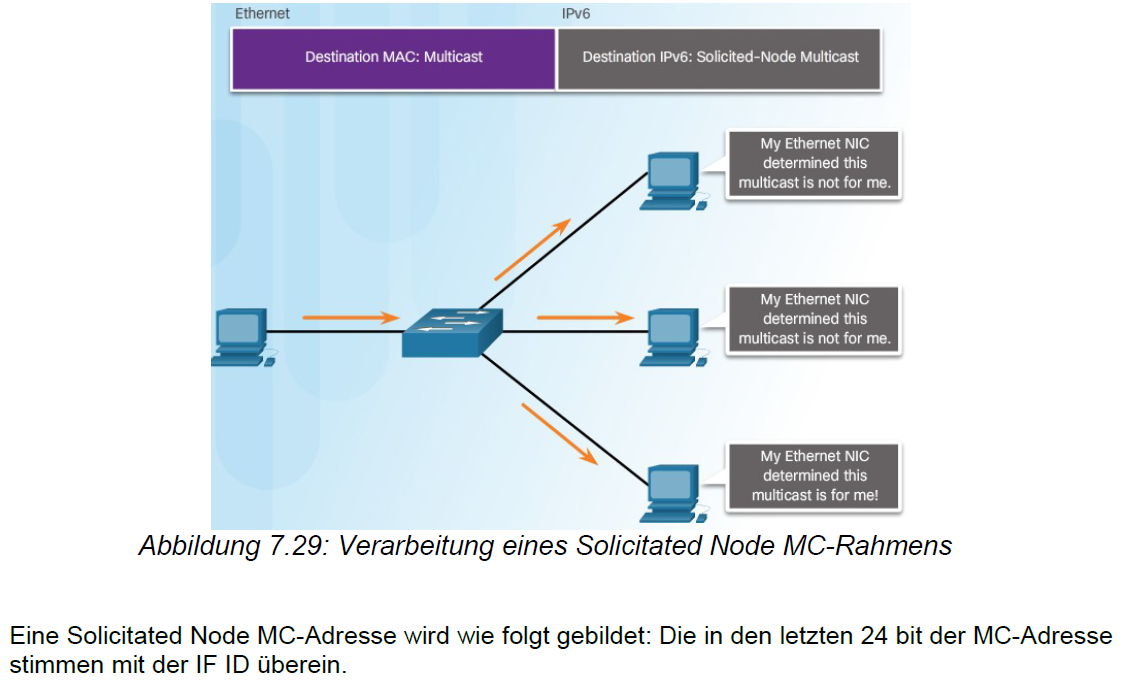 Ethernet
IPv6
Destination MAC: Multicast
Destination IPv6: Solicited-Node Multicast
My Ethernet NIC
determined this
multicast is not for me.
My Ethernet NIC
determined this
multicast is not for me.
My Ethernet NIC
determined this
multicast is for me!
Abbildung 7.29: Verarbeitung eines Solicitated Node MC-Rahmens
Eine Solicitated Node MC-Adresse wird wie folgt gebildet: Die in den letzten 24 bit der MC-Adresse
stimmen mit der IF ID überein.